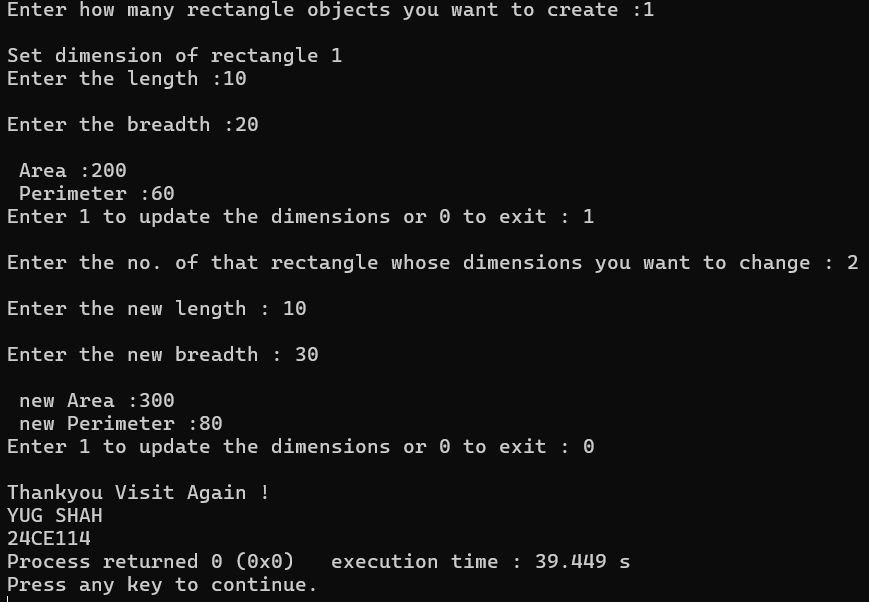 Enter how many rectangle objects you want to create :1
Set dimension of rectangle 1
Enter the length :10
Enter the breadth :20
Area :200
Perimeter :60
Enter 1 to update the dimensions or 0 to exit : 1
Enter the no. of that rectangle whose dimensions you want to change : 2
Enter the new length : 10
Enter the new breadth : 30
new Area :300
new Perimeter :80
Enter 1 to update the dimensions or 0 to exit : 0
Thankyou Visit Again !
YUG SHAH
24CE114
Process returned 0 (0x0)   execution time : 39.449 s
Press any key to continue.